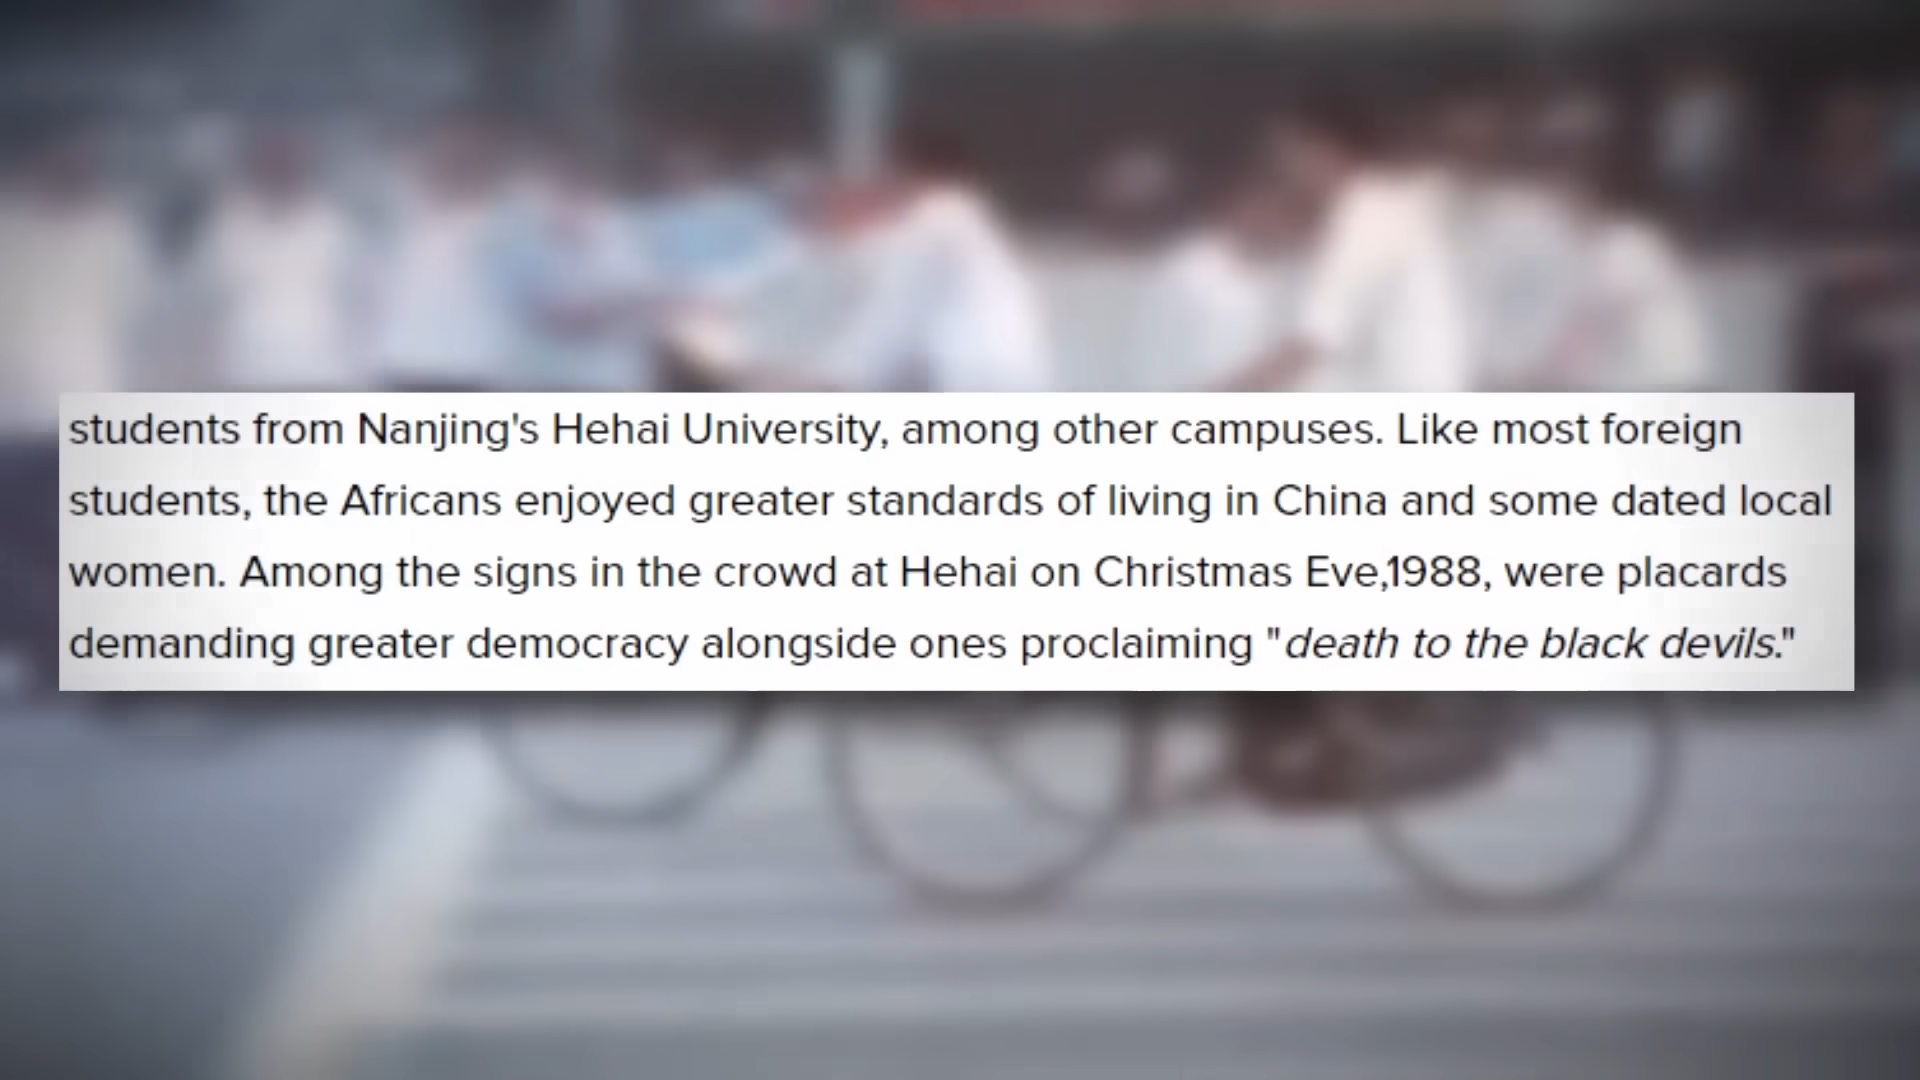 students from Nanjing's Hehai University, among other campuses. Like most foreign
students, the Africans enjoyed greater standards of living in China and some dated local
women. Among the signs in the crowd at Hehai on Christmas Eve,1988, were placards
demanding greater democracy alongside ones proclaiming "death to the black devils."